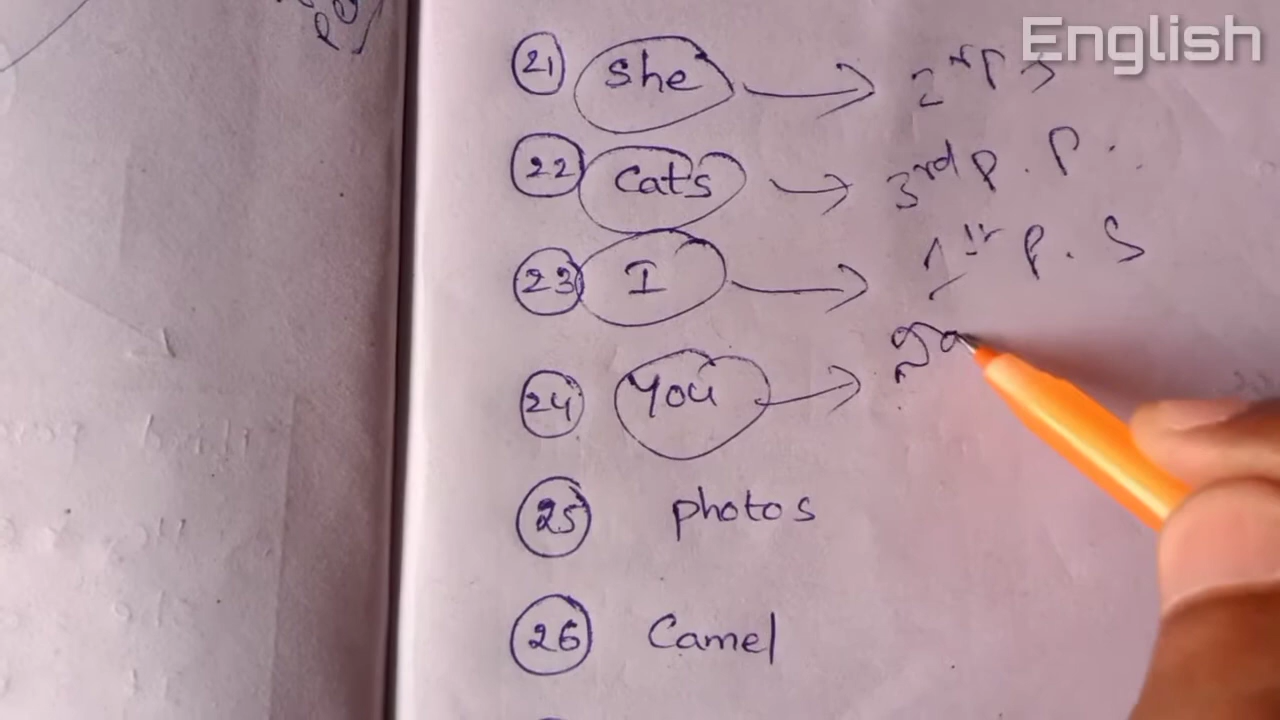 English
21 She → 2ⁿᵈ P S
22 Cats → 3rd p. p.
23 I → 1st p. S
24 You →
25 photos
26 Camel